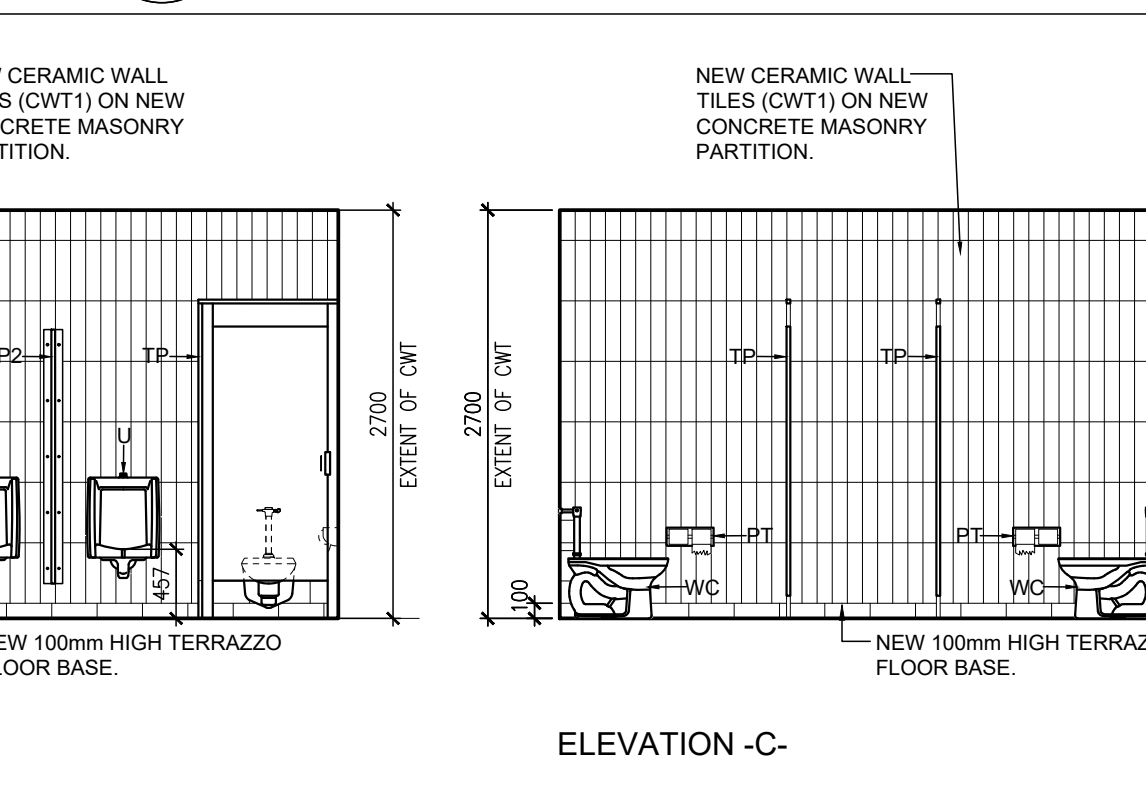 CERAMIC WALL
S (CWT1) ON NEW
CRETE MASONRY
TITION.
P2
TP
U
457
2700
EXTENT OF CWT
EW 100mm HIGH TERRAZZO
LOOR BASE.
NEW CERAMIC WALL
TILES (CWT1) ON NEW
CONCRETE MASONRY
PARTITION.
2700
EXTENT OF CWT
100
TP
TP
PT
PT
WC
WC
NEW 100mm HIGH TERRAZ
FLOOR BASE.
ELEVATION -C-